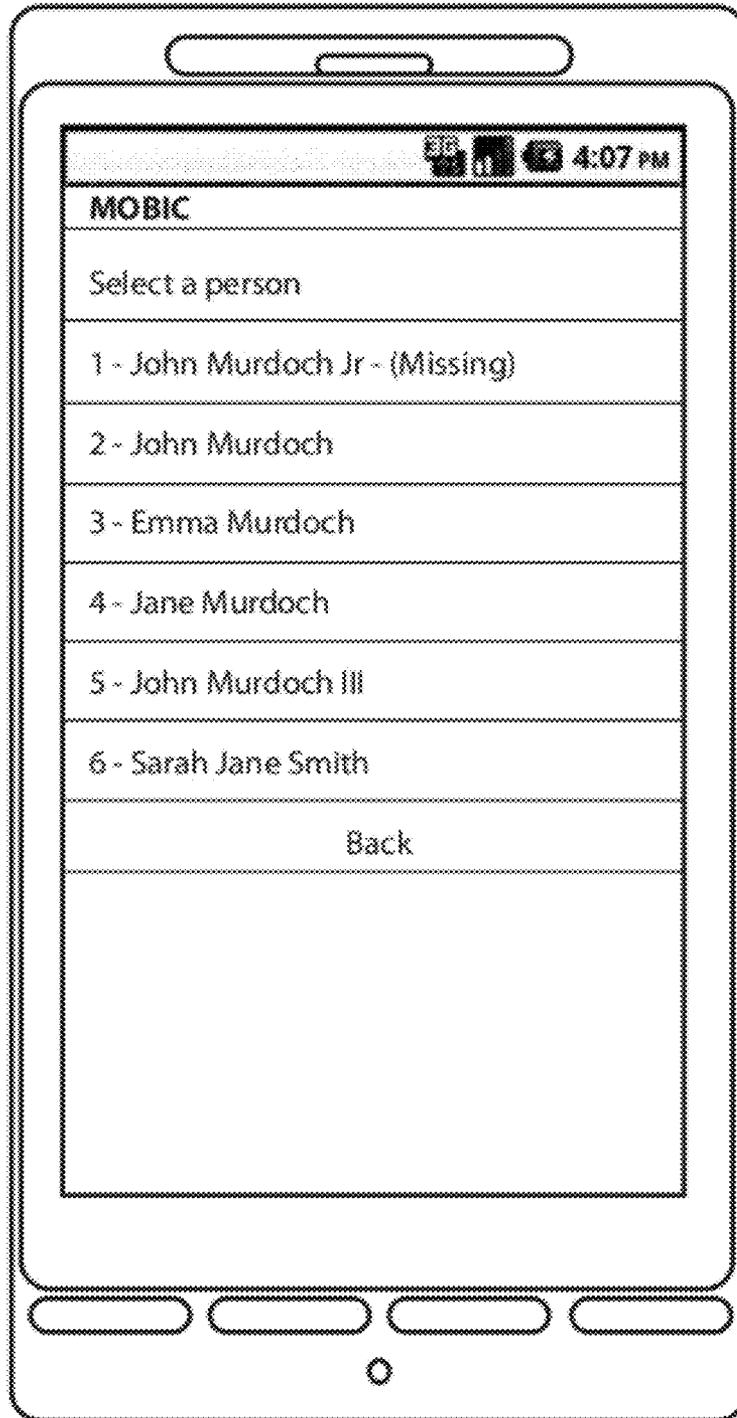 4:07 PM
MOBIC
Select a person
1 - John Murdoch Jr - (Missing)
2 - John Murdoch
3 - Emma Murdoch
4 - Jane Murdoch
5 - John Murdoch III
6 - Sarah Jane Smith
Back